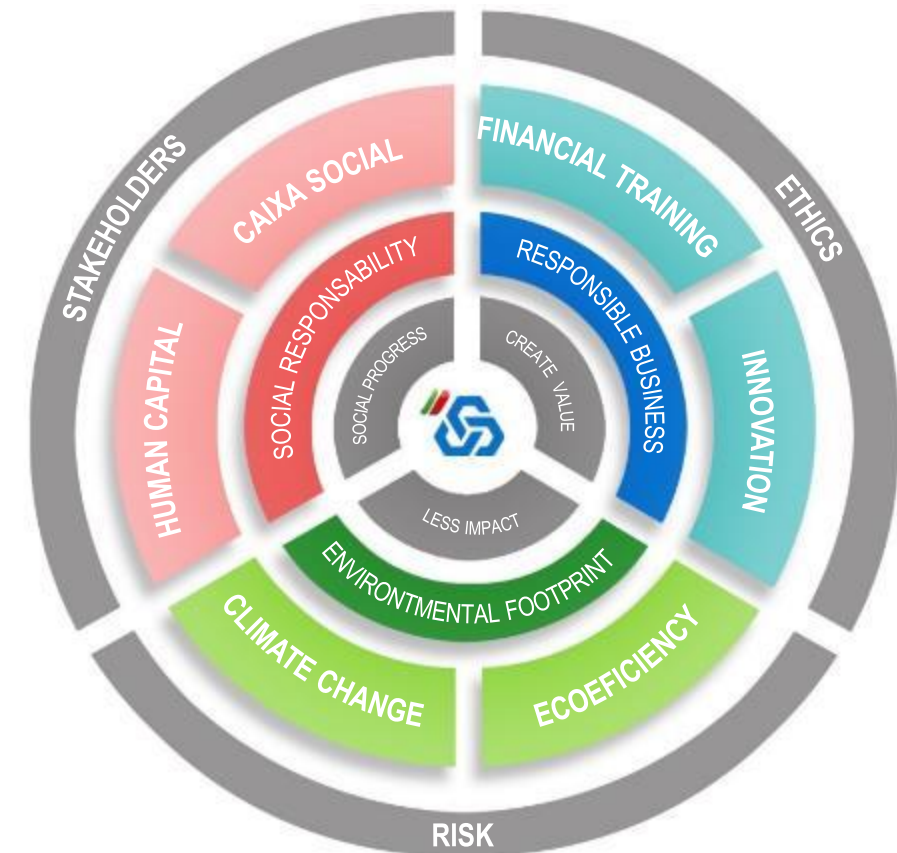 STAKEHOLDERS
ETHICS
CAIXA SOCIAL
FINANCIAL TRAINING
SOCIAL RESPONSABILITY
RESPONSIBLE BUSINESS
SOCIAL PROGRESS
CREATE VALUE
HUMAN CAPITAL
INNOVATION
LESS IMPACT
ENVIRONTMENTAL FOOTPRINT
CLIMATE CHANGE
ECOEFICIENCY
RISK